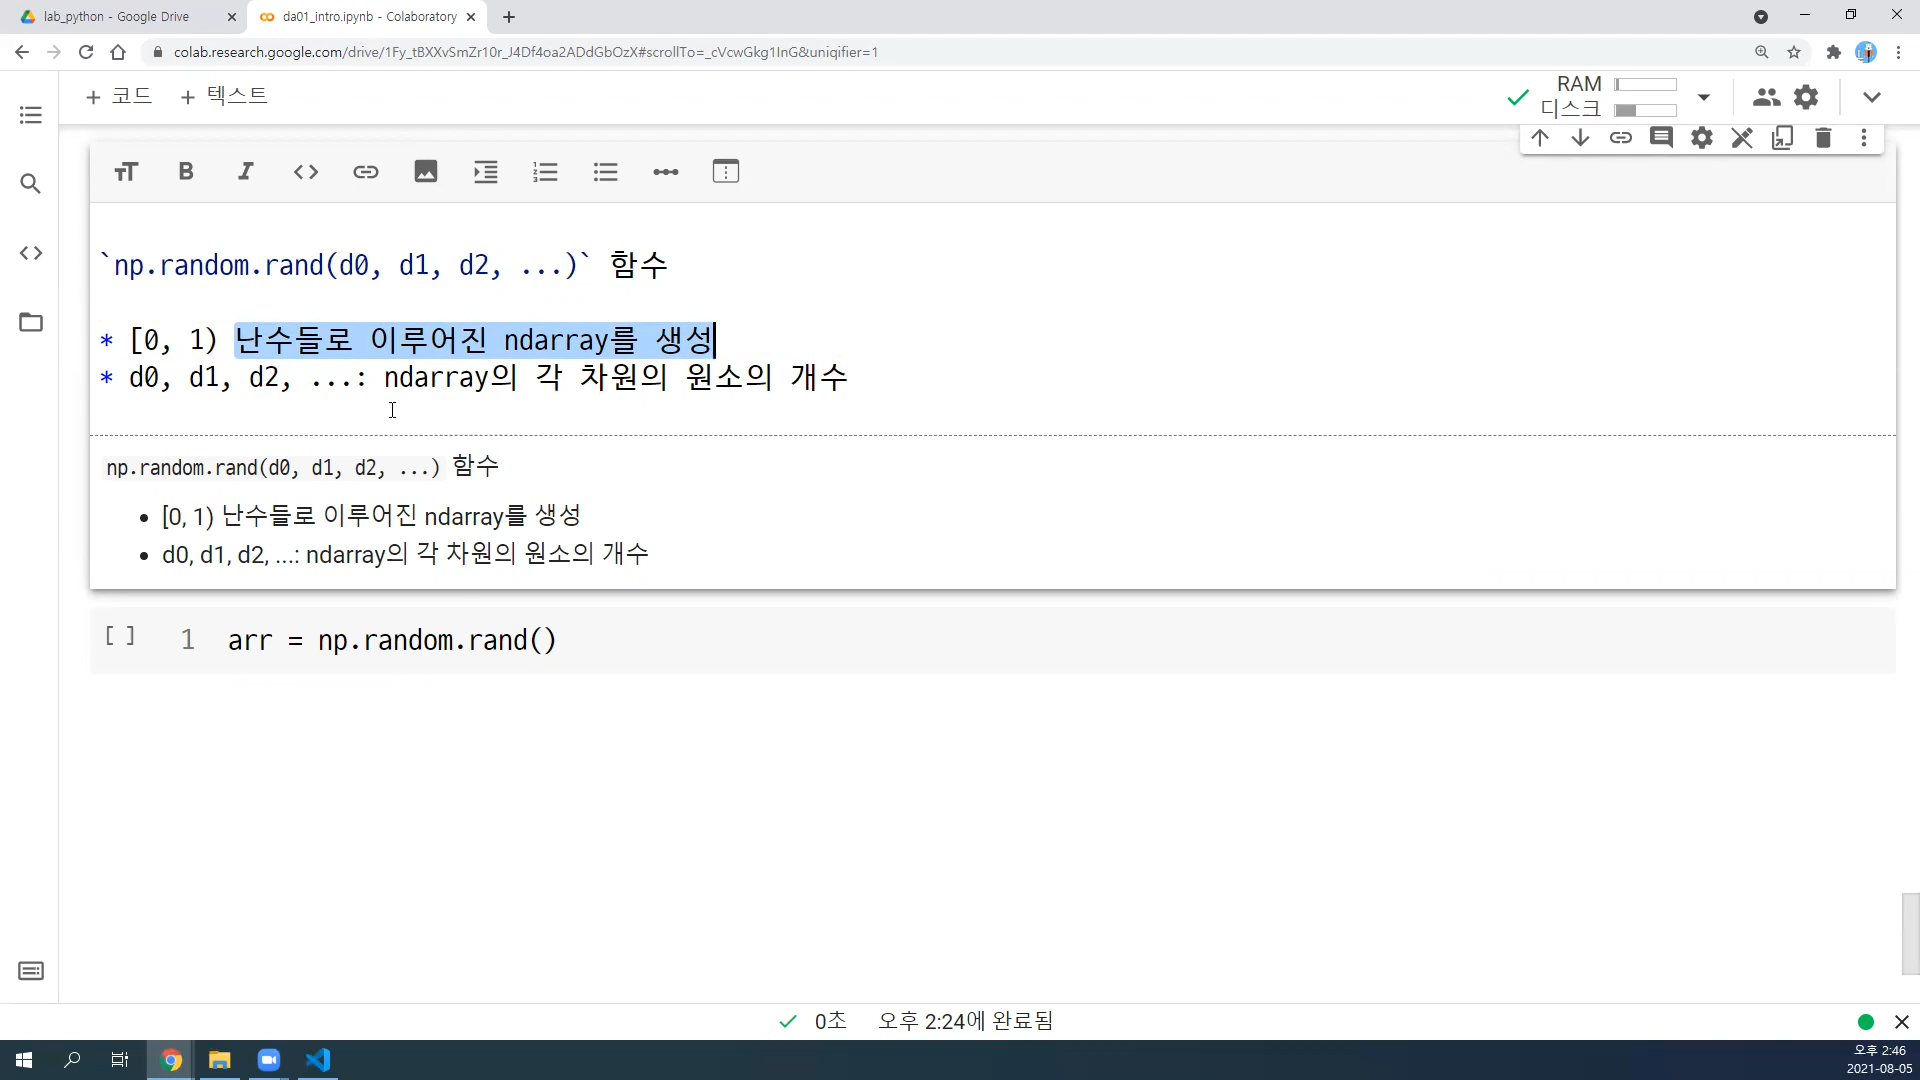 lab_python - Google Drive
da01_intro.ipynb - Colaboratory
colab.research.google.com/drive/1Fy_tBXXvSmZr10r_J4Df4oa2ADdGbOzX#scrollTo=_cVcwGkg1InG&uniqifier=1
+ 코드 + 텍스트
RAM
디스크
`np.random.rand(d0, d1, d2, ...)` 함수
* [0, 1) 난수들로 이루어진 ndarray를 생성
* d0, d1, d2, ...: ndarray의 각 차원의 원소의 개수
np.random.rand(d0, d1, d2, ...) 함수
• [0, 1) 난수들로 이루어진 ndarray를 생성
• d0, d1, d2, ...: ndarray의 각 차원의 원소의 개수
[ ] 1 arr = np.random.rand()
0초 오후 2:24에 완료됨
오후 2:46
2021-08-05